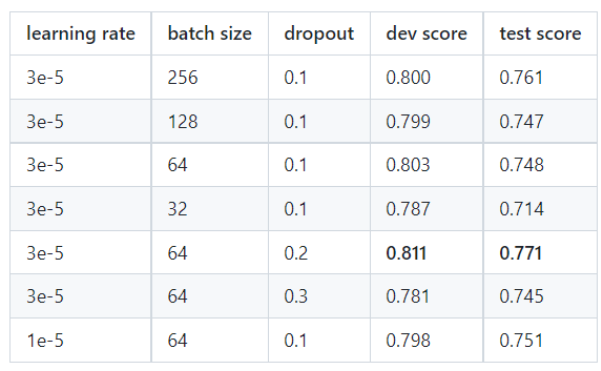 learning rate batch size dropout dev score test score
3e-5 256 0.1 0.800 0.761
3e-5 128 0.1 0.799 0.747
3e-5 64 0.1 0.803 0.748
3e-5 32 0.1 0.787 0.714
3e-5 64 0.2 0.811 0.771
3e-5 64 0.3 0.781 0.745
1e-5 64 0.1 0.798 0.751